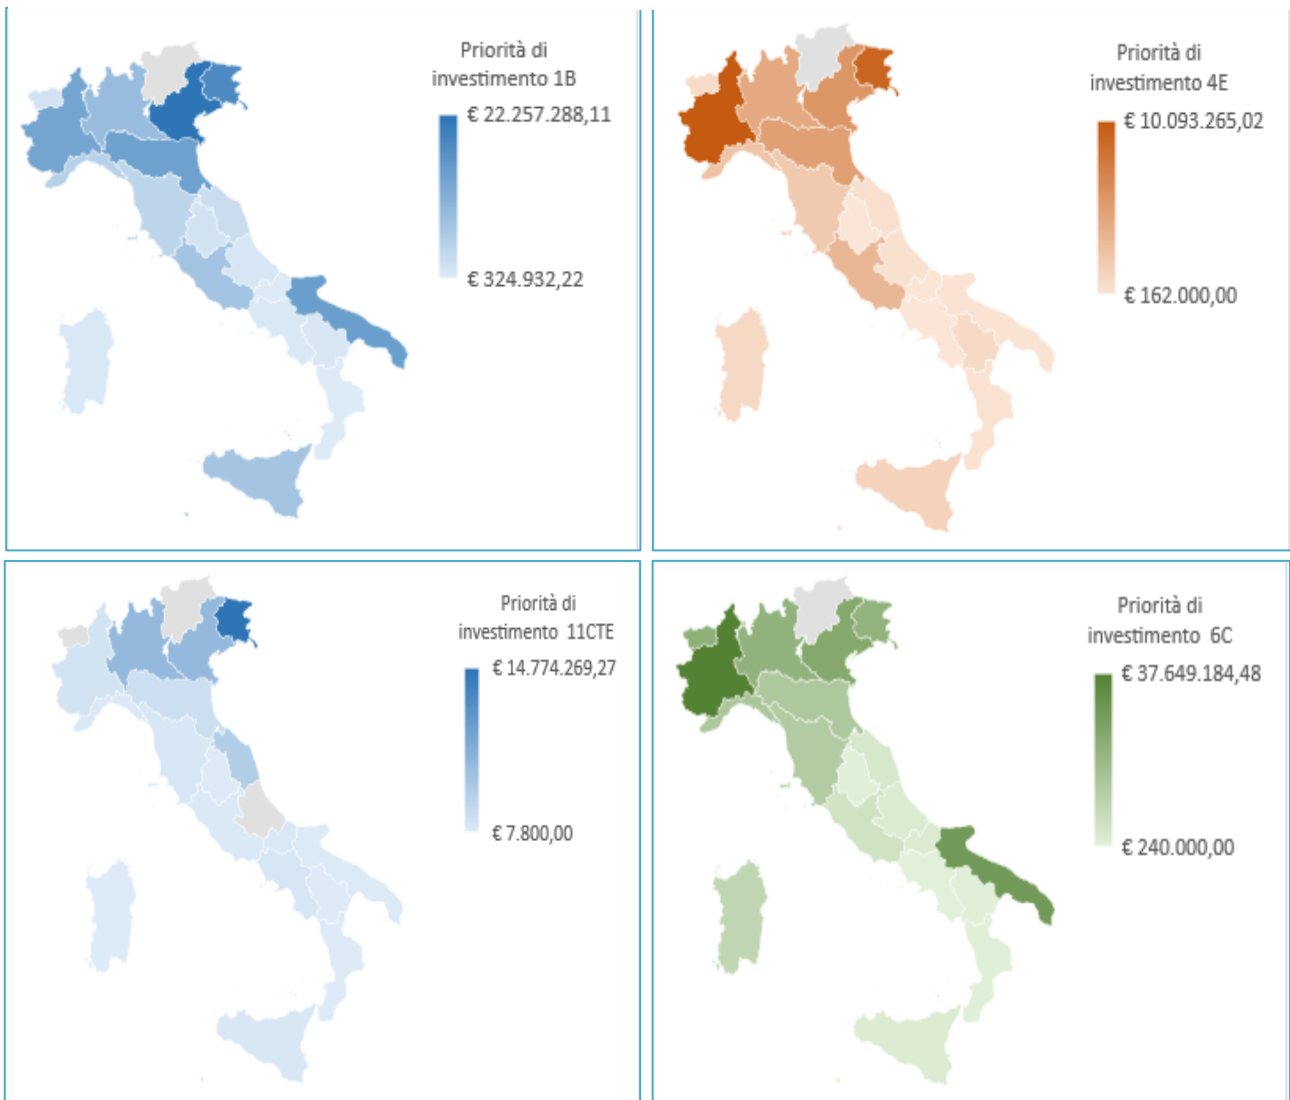 Priorità di
investimento 1B
€ 22.257.288,11
€ 324.932,22
Priorità di
investimento 4E
€ 10.093.265,02
€ 162.000,00
Priorità di
investimento 11CTE
€ 14.774.269,27
€ 7.800,00
Priorità di
investimento 6C
€ 37.649.184,48
€ 240.000,00